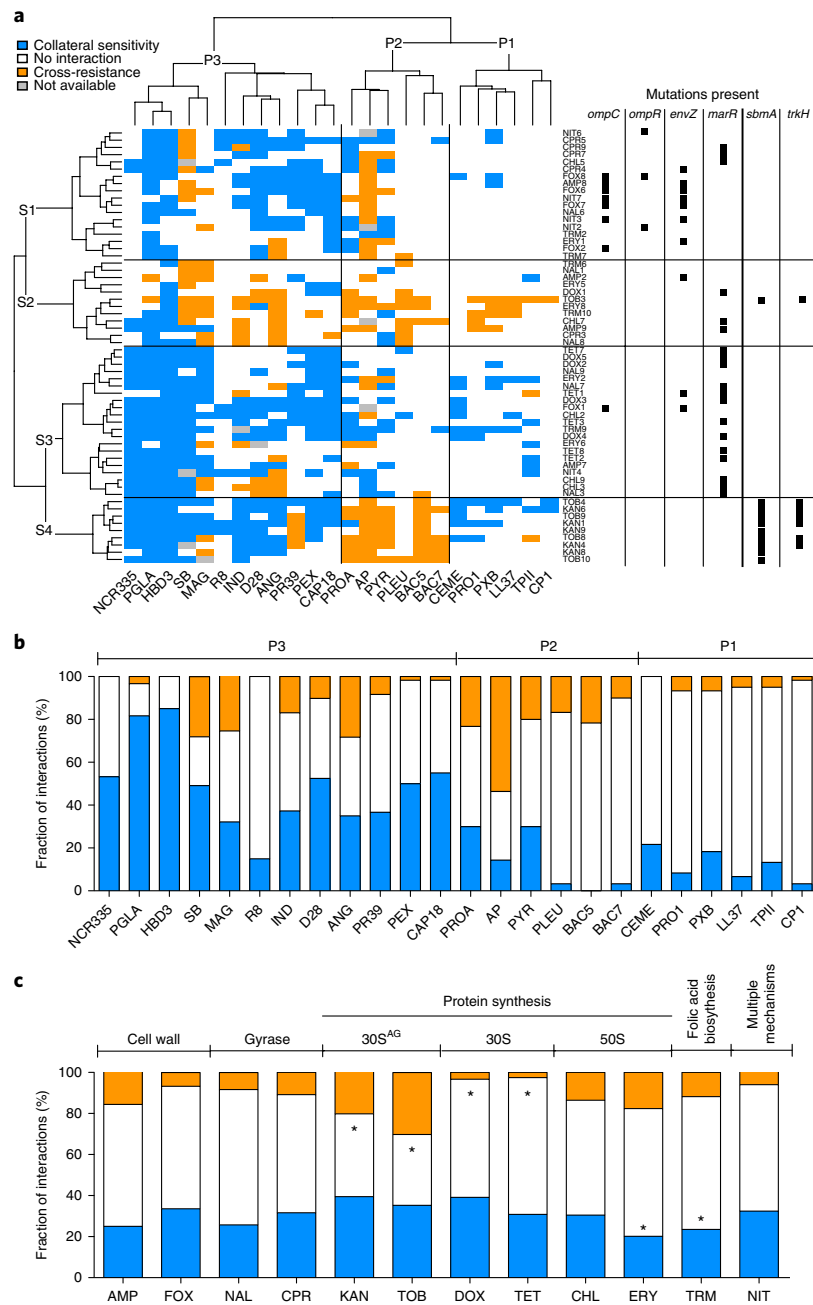 a
Collateral sensitivity
No interaction
Cross-resistance
Not available
P3
P2
P1
Mutations present
ompC ompR envZ marR sbmA trkH
S1
S2
S3
S4
NIT6
CPR5
CPR9
CPR7
CHL5
CPR4
FOX8
AMP8
FOX6
NIT7
FOX7
NAL6
NIT3
NIT2
TRM2
ERY1
FOX2
TRM7
TRM6
NAL1
AMP2
ERY5
DOX1
TOB3
ERY8
TRM10
CHL7
AMP9
CPR3
NAL8
TET7
DOX5
DOX2
NAL9
ERY2
NAL7
TET1
DOX3
FOX1
CHL2
TET3
TRM9
DOX4
ERY6
TET8
TET2
AMP7
NIT4
CHL9
CHL3
NAL3
TOB4
KAN6
TOB9
KAN1
KAN9
TOB8
KAN4
KAN8
TOB10
NCR335 PGLA HBD3 SB MAG R8 IND D28 ANG PR39 PEX CAP18 PROA AP PYR PLEU BAC5 BAC7 CEME PRO1 PXB LL37 TPII CP1
b
P3 P2 P1
Fraction of interactions (%)
100
80
60
40
20
0
NCR335 PGLA HBD3 SB MAG R8 IND D28 ANG PR39 PEX CAP18 PROA AP PYR PLEU BAC5 BAC7 CEME PRO1 PXB LL37 TPII CP1
c
Protein synthesis
Folic acid
biosythesis
Multiple
mechanisms
Cell wall Gyrase 30S^AG 30S 50S
Fraction of interactions (%)
100
80
60
40
20
0
* * * * * *
AMP FOX NAL CPR KAN TOB DOX TET CHL ERY TRM NIT